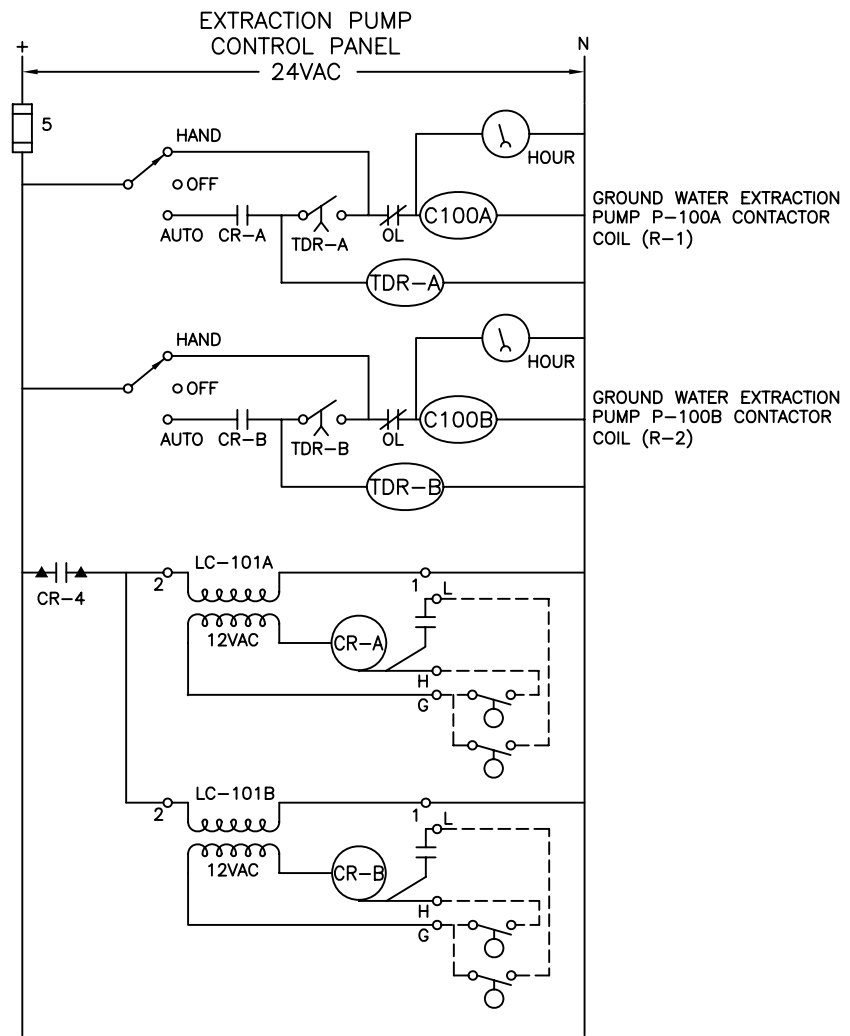 EXTRACTION PUMP
CONTROL PANEL
24VAC
+
N
5
HAND
OFF
AUTO
CR-A
TDR-A
OL
C100A
HOUR
TDR-A
GROUND WATER EXTRACTION
PUMP P-100A CONTACTOR
COIL (R-1)
HAND
OFF
AUTO
CR-B
TDR-B
OL
C100B
HOUR
TDR-B
GROUND WATER EXTRACTION
PUMP P-100B CONTACTOR
COIL (R-2)
CR-4
2
LC-101A
1
L
12VAC
CR-A
H
G
2
LC-101B
1
L
12VAC
CR-B
H
G